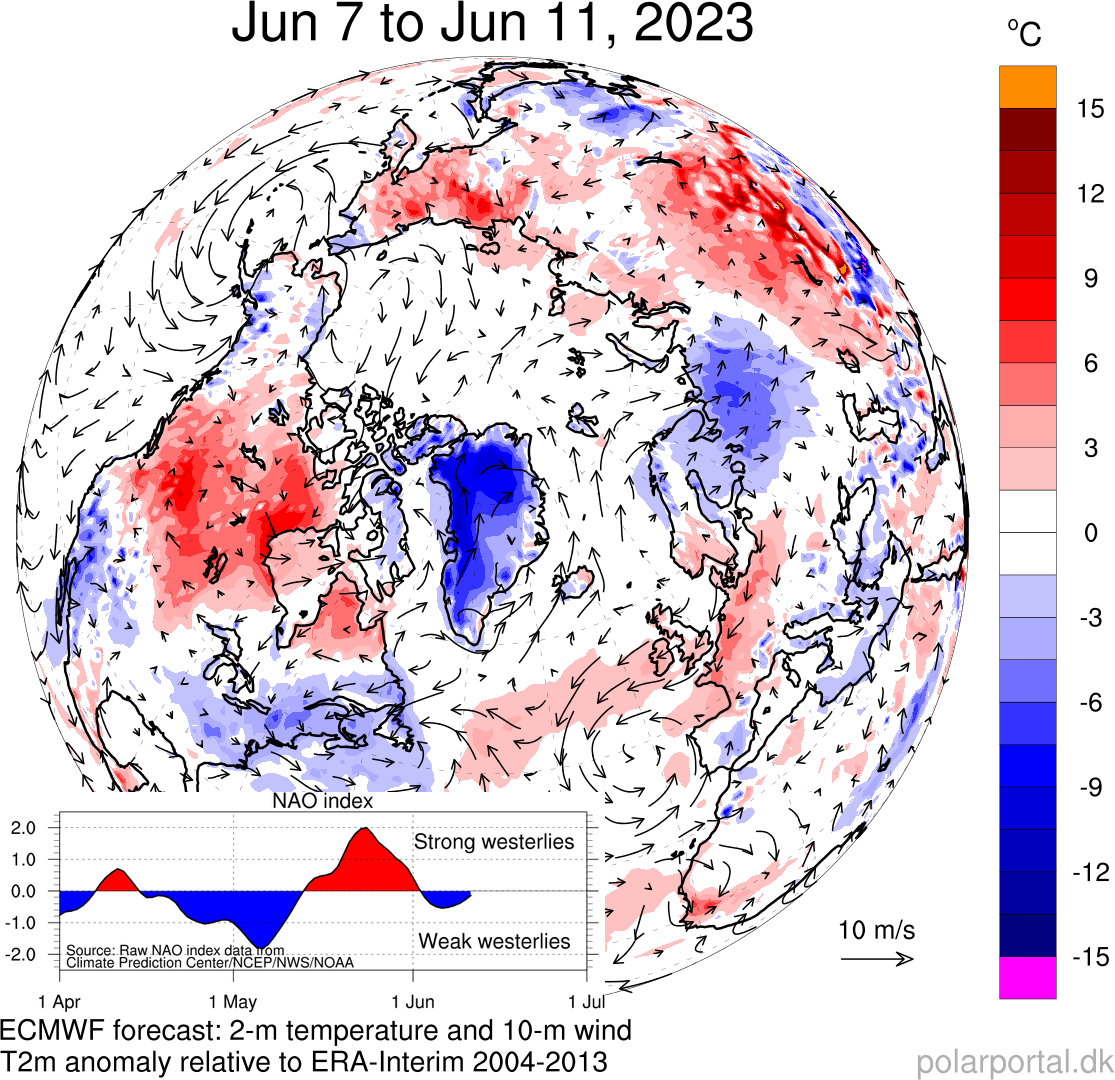 Jun 7 to Jun 11, 2023
°C
15
12
9
6
3
0
-3
-6
-9
-12
-15
10 m/s
NAO index
2.0
1.0
0.0
-1.0
-2.0
Strong westerlies
Weak westerlies
Source: Raw NAO index data from
Climate Prediction Center/NCEP/NWS/NOAA
1 Apr 1 May 1 Jun 1 Jul
ECMWF forecast: 2-m temperature and 10-m wind
T2m anomaly relative to ERA-Interim 2004-2013
polarportal.dk